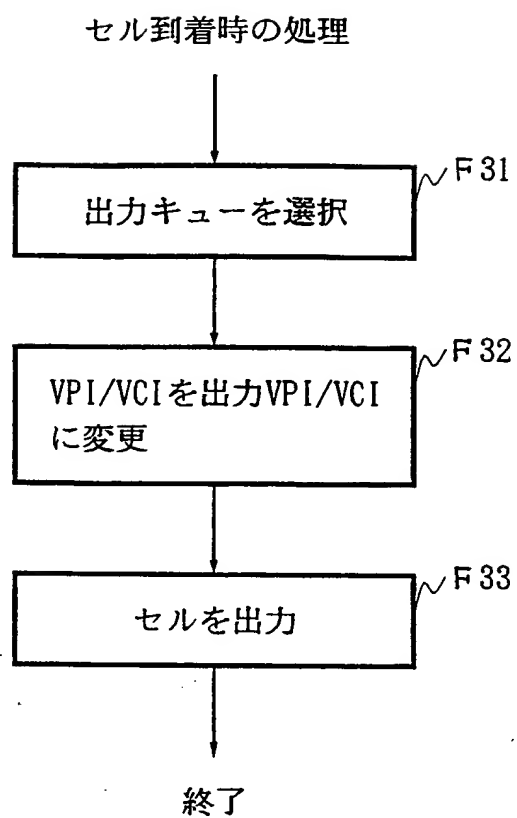 セル到着時の処理
F31
出力キューを選択
F32
VPI/VCIを出力VPI/VCI
に変更
F33
セルを出力
終了